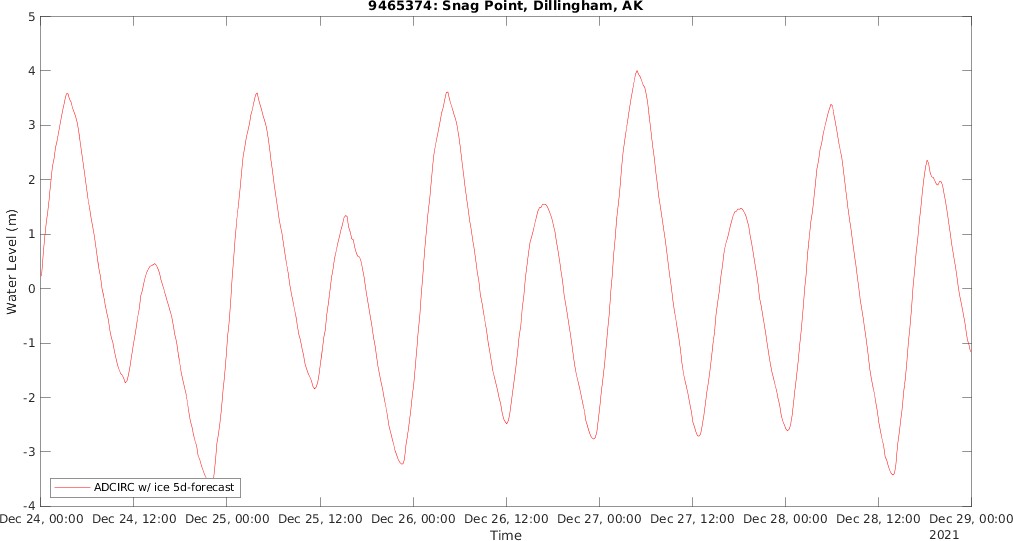 9465374: Snag Point, Dillingham, AK
5
4
3
2
1
0
-1
-2
-3
-4
Water Level (m)
ADCIRC w/ ice 5d-forecast
Dec 24, 00:00 Dec 24, 12:00 Dec 25, 00:00 Dec 25, 12:00 Dec 26, 00:00 Dec 26, 12:00 Dec 27, 00:00 Dec 27, 12:00 Dec 28, 00:00 Dec 28, 12:00 Dec 29, 00:00
Time
2021